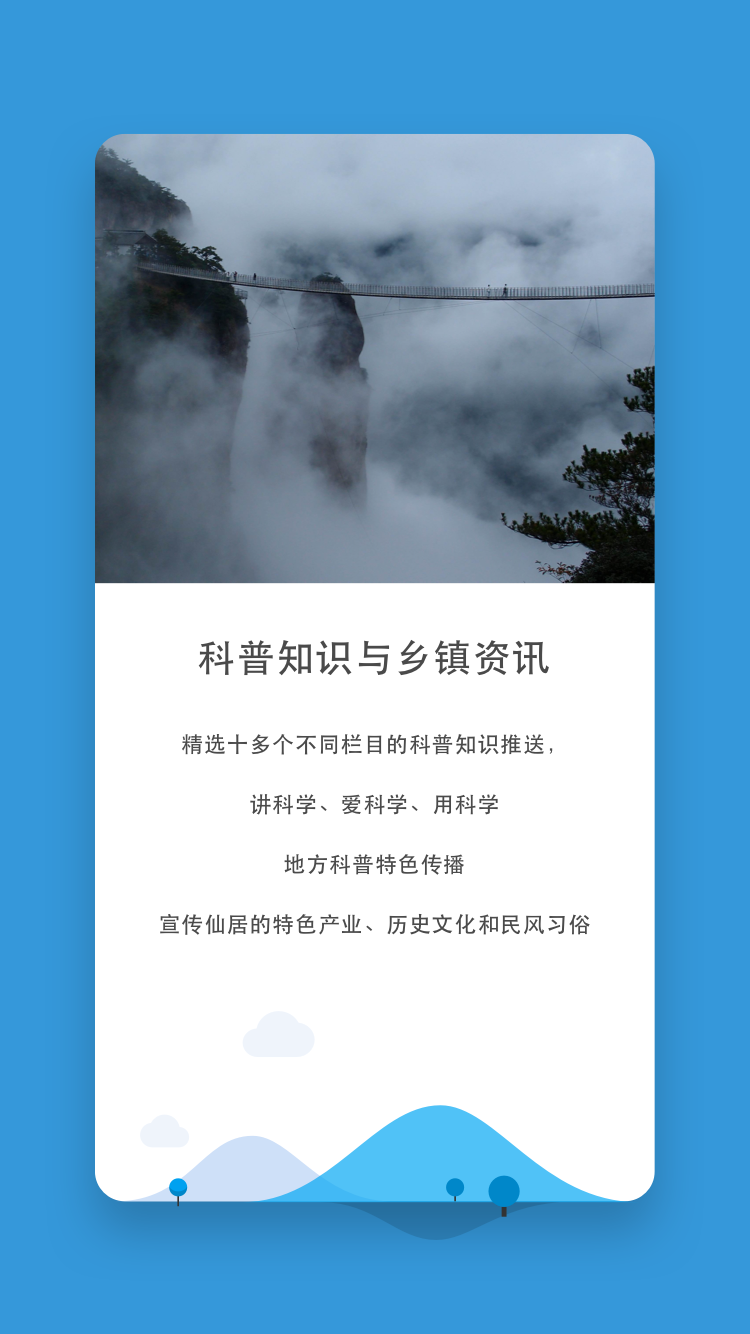 科普知识与乡镇资讯
精选十多个不同栏目的科普知识推送，
讲科学、爱科学、用科学
地方科普特色传播
宣传仙居的特色产业、历史文化和民风习俗